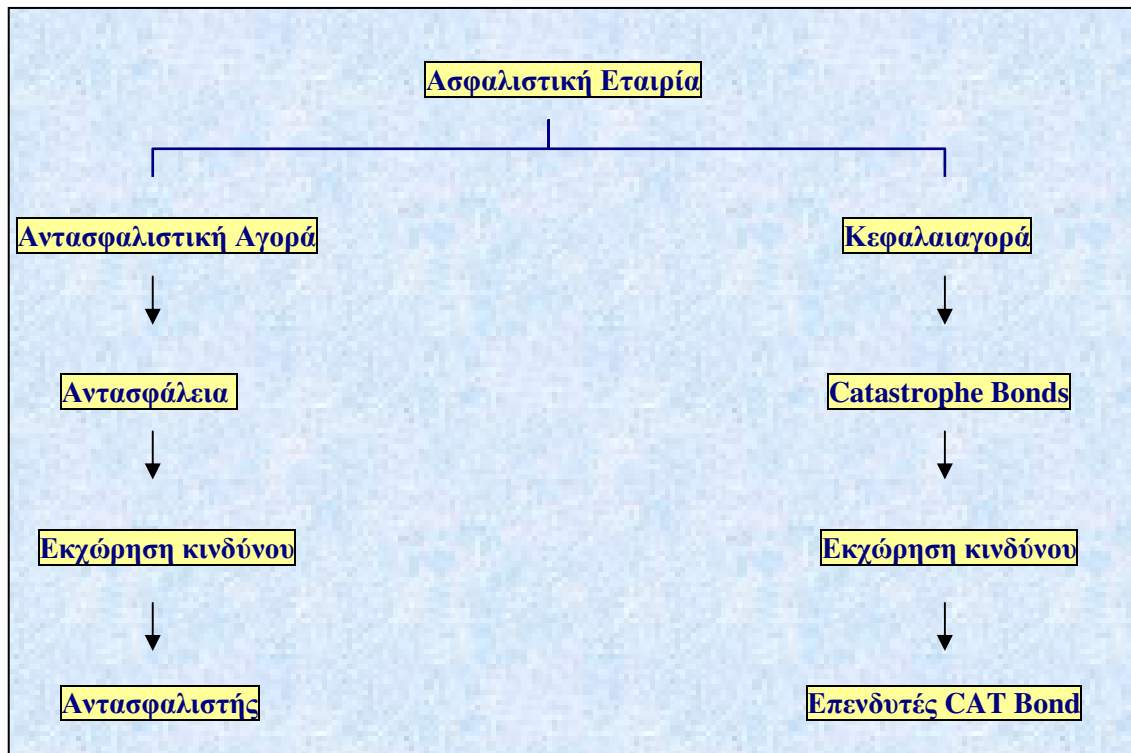 Ασφαλιστική Εταιρία
Αντασφαλιστική Αγορά
Κεφαλαιαγορά
Αντασφάλεια
Catastrophe Bonds
Εκχώρηση κινδύνου
Εκχώρηση κινδύνου
Αντασφαλιστής
Επενδυτές CAT Bond